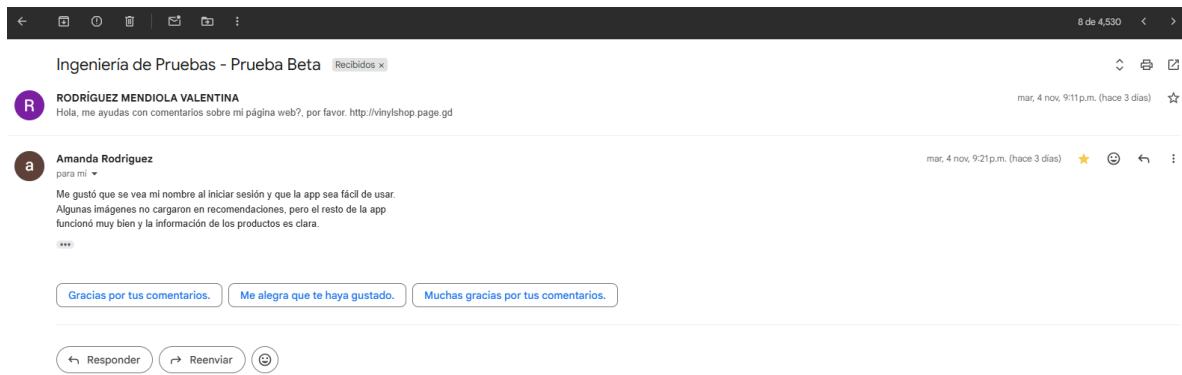 8 de 4,530
Ingeniería de Pruebas - Prueba Beta Recibidos x
R
RODRÍGUEZ MENDIOLA VALENTINA mar, 4 nov, 9:11 p.m. (hace 3 días)
Hola, me ayudas con comentarios sobre mi página web?, por favor. http://vinylshop.page.gd
a
Amanda Rodriguez mar, 4 nov, 9:21 p.m. (hace 3 días)
para mí
Me gustó que se vea mi nombre al iniciar sesión y que la app sea fácil de usar.
Algunas imágenes no cargaron en recomendaciones, pero el resto de la app
funcionó muy bien y la información de los productos es clara.
Gracias por tus comentarios. Me alegra que te haya gustado. Muchas gracias por tus comentarios.
Responder Reenviar